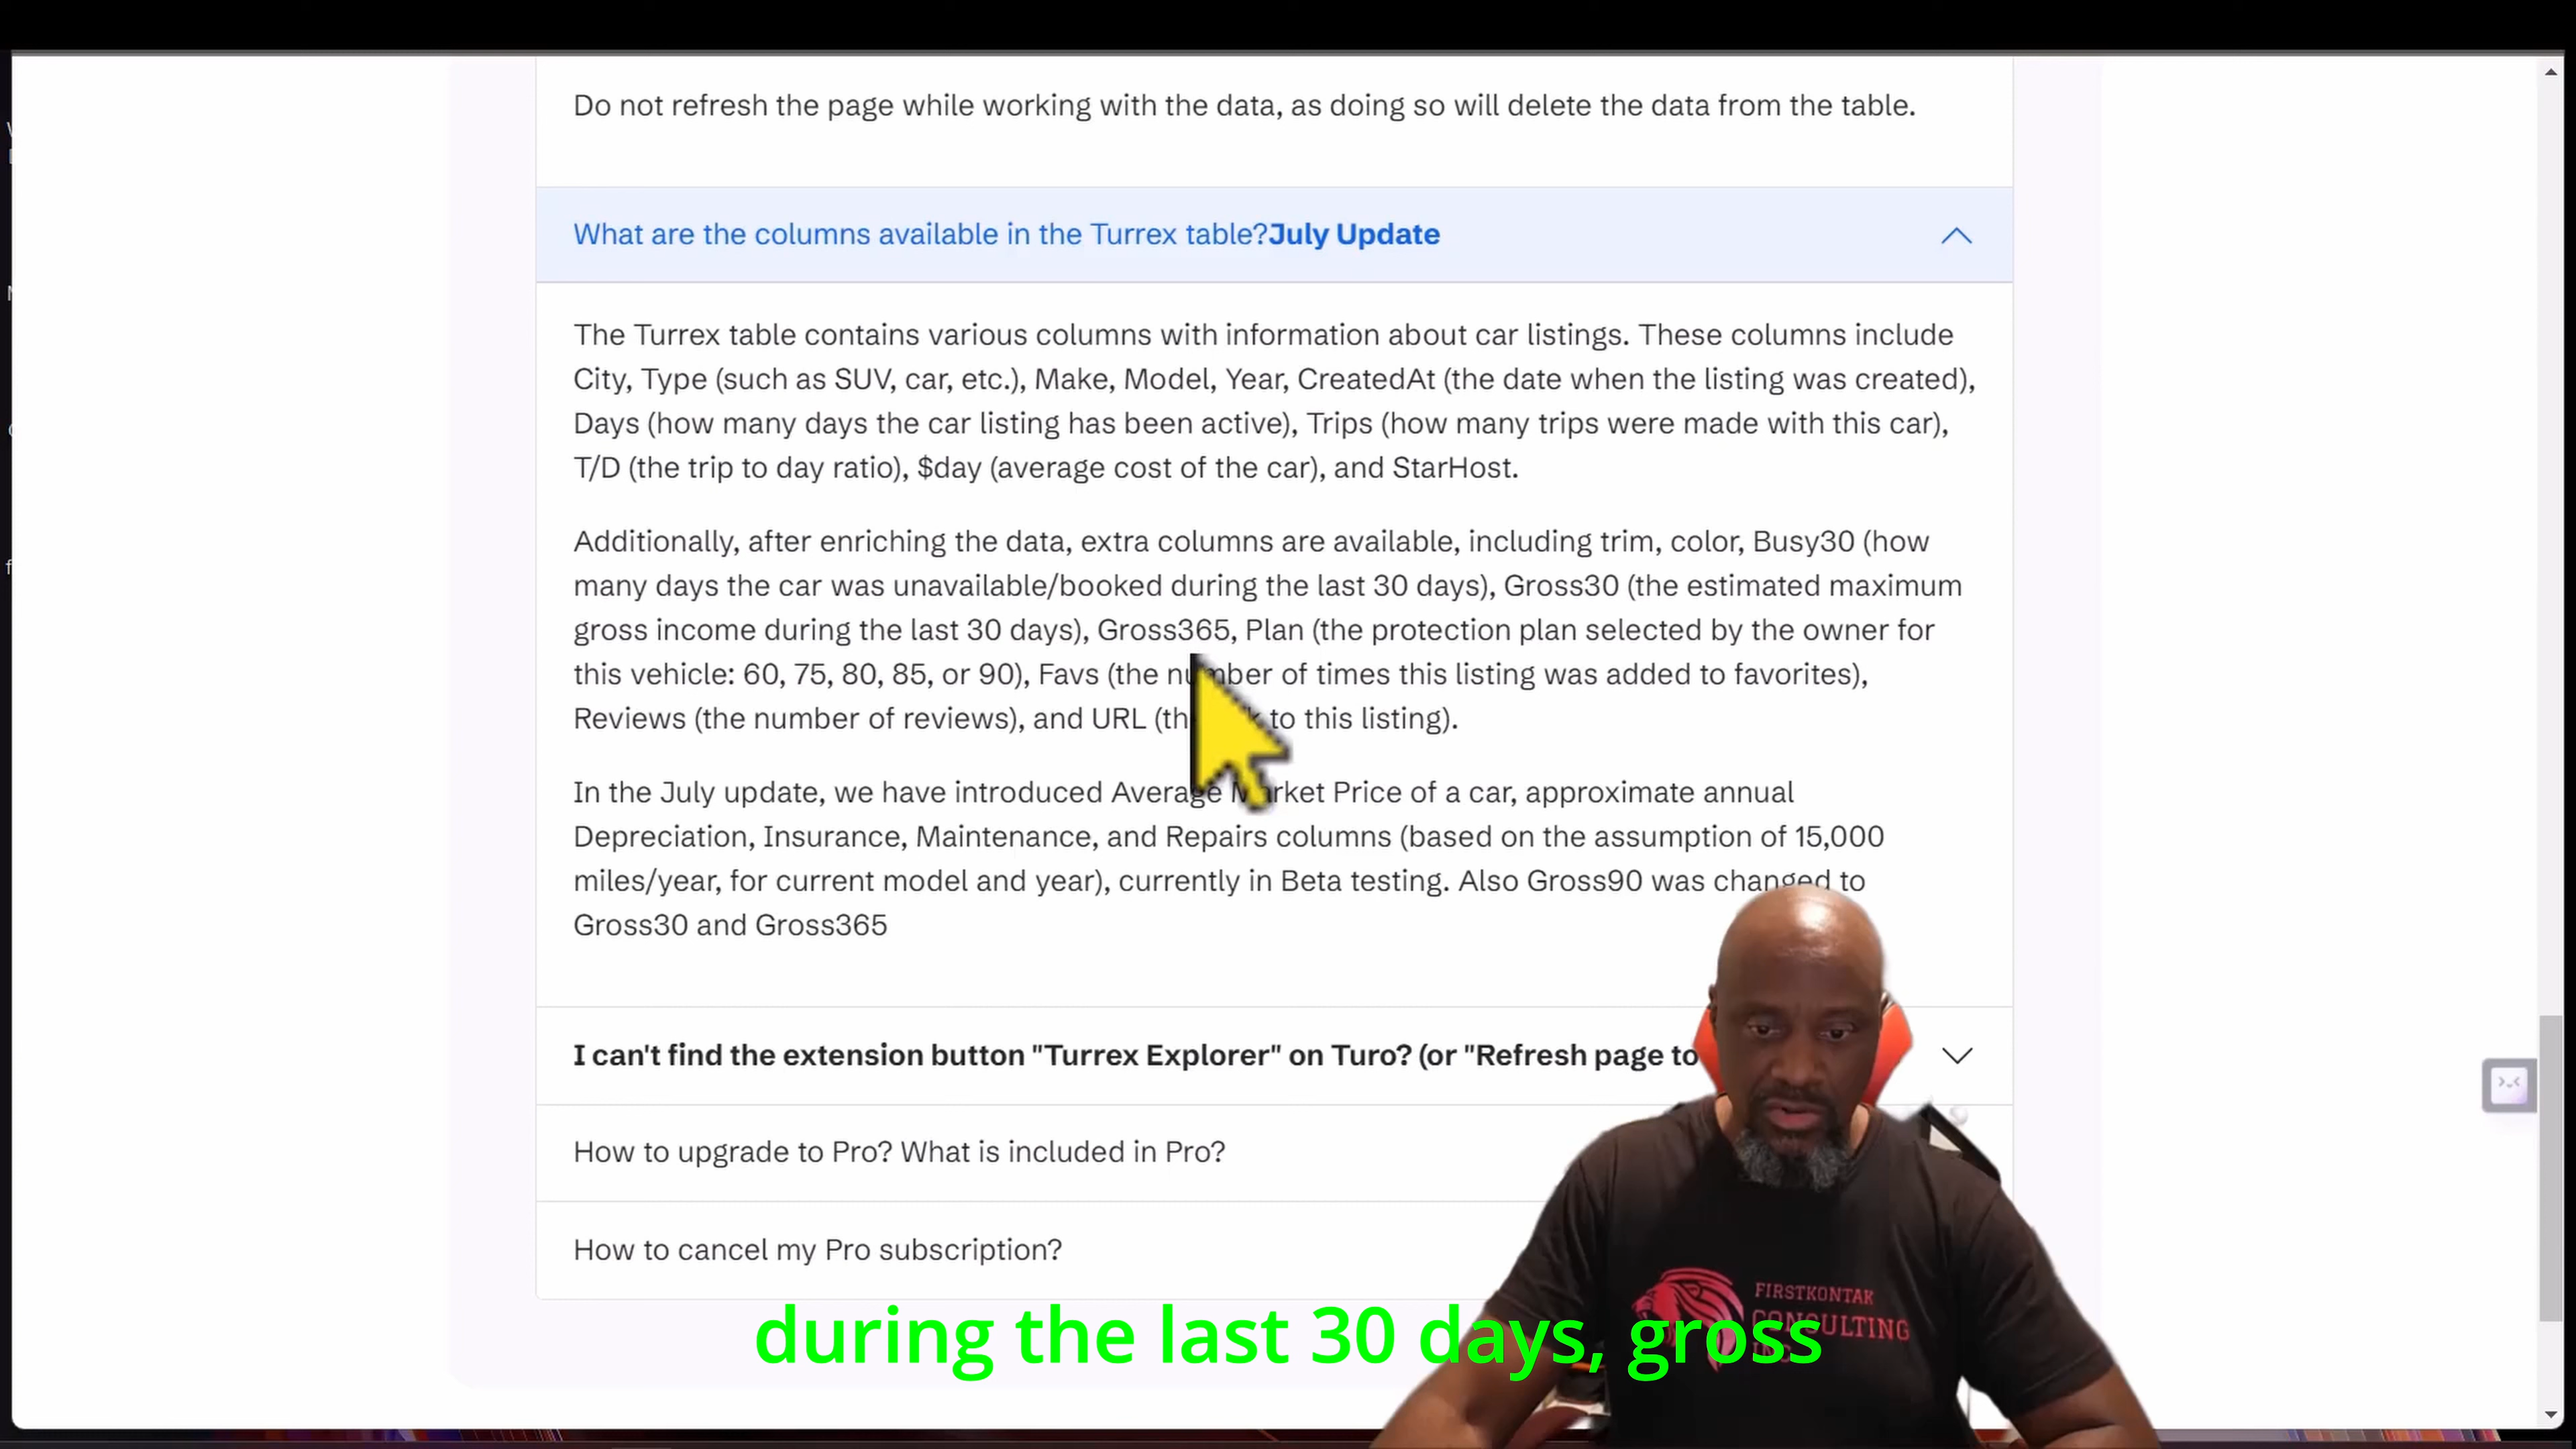 Do not refresh the page while working with the data, as doing so will delete the data from the table.
What are the columns available in the Turrex table?July Update
The Turrex table contains various columns with information about car listings. These columns include
City, Type (such as SUV, car, etc.), Make, Model, Year, CreatedAt (the date when the listing was created),
Days (how many days the car listing has been active), Trips (how many trips were made with this car),
T/D (the trip to day ratio), $day (average cost of the car), and StarHost.
Additionally, after enriching the data, extra columns are available, including trim, color, Busy30 (how
many days the car was unavailable/booked during the last 30 days), Gross30 (the estimated maximum
gross income during the last 30 days), Gross365, Plan (the protection plan selected by the owner for
this vehicle: 60, 75, 80, 85, or 90), Favs (the number of times this listing was added to favorites),
Reviews (the number of reviews), and URL (th k to this listing).
In the July update, we have introduced Average Market Price of a car, approximate annual
Depreciation, Insurance, Maintenance, and Repairs columns (based on the assumption of 15,000
miles/year, for current model and year), currently in Beta testing. Also Gross90 was changed to
Gross30 and Gross365
I can't find the extension button "Turrex Explorer" on Turo? (or "Refresh page to
How to upgrade to Pro? What is included in Pro?
How to cancel my Pro subscription?
FIRSTKONTAK
CONSULTING
during the last 30 days, gross